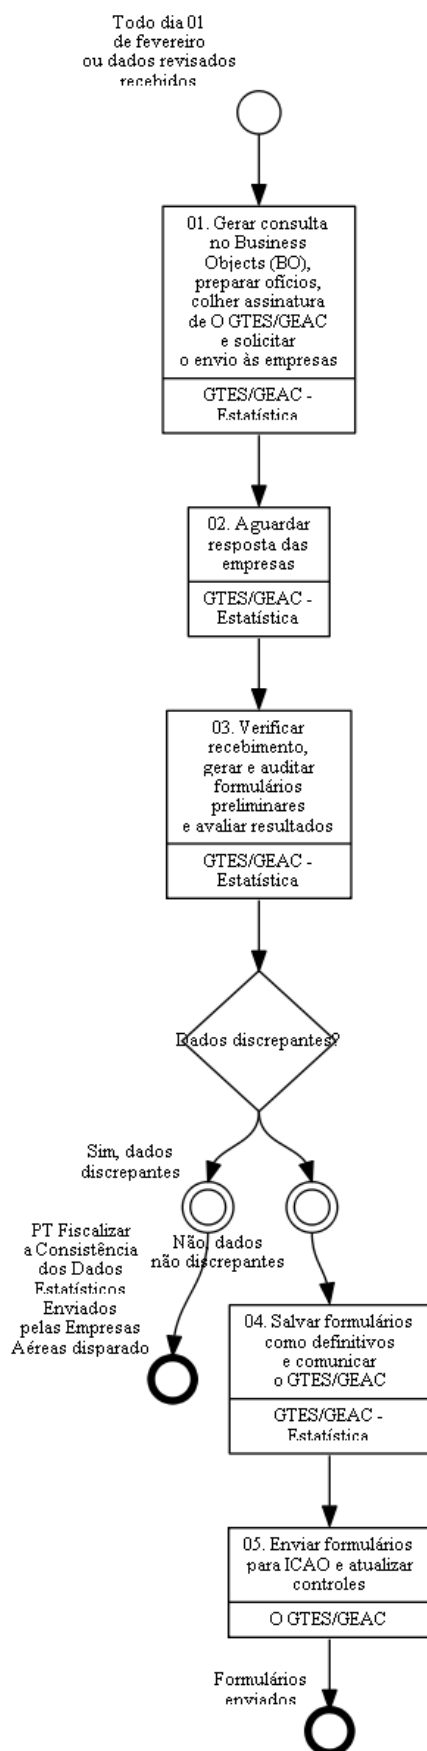 Todo dia 01
de fevereiro
ou dados revisados
recebidos
01. Gerar consulta
no Business
Objects (BO),
preparar ofícios,
colher assinatura
de O GTES/GEAC
e solicitar
o envio às empresas
GTES/GEAC -
Estatística
02. Aguardar
resposta das
empresas
GTES/GEAC -
Estatística
03. Verificar
recebimento,
gerar e auditar
formulários
preliminares
e avaliar resultados
GTES/GEAC -
Estatística
Dados discrepantes?
Sim, dados
discrepantes
Não, dados
não discrepantes
PT Fiscalizar
a Consistência
dos Dados
Estatísticos
Enviados
pelas Empresas
Aéreas disparado
04. Salvar formulários
como definitivos
e comunicar
o GTES/GEAC
GTES/GEAC -
Estatística
05. Enviar formulários
para ICAO e atualizar
controles
O GTES/GEAC
Formulários
enviados